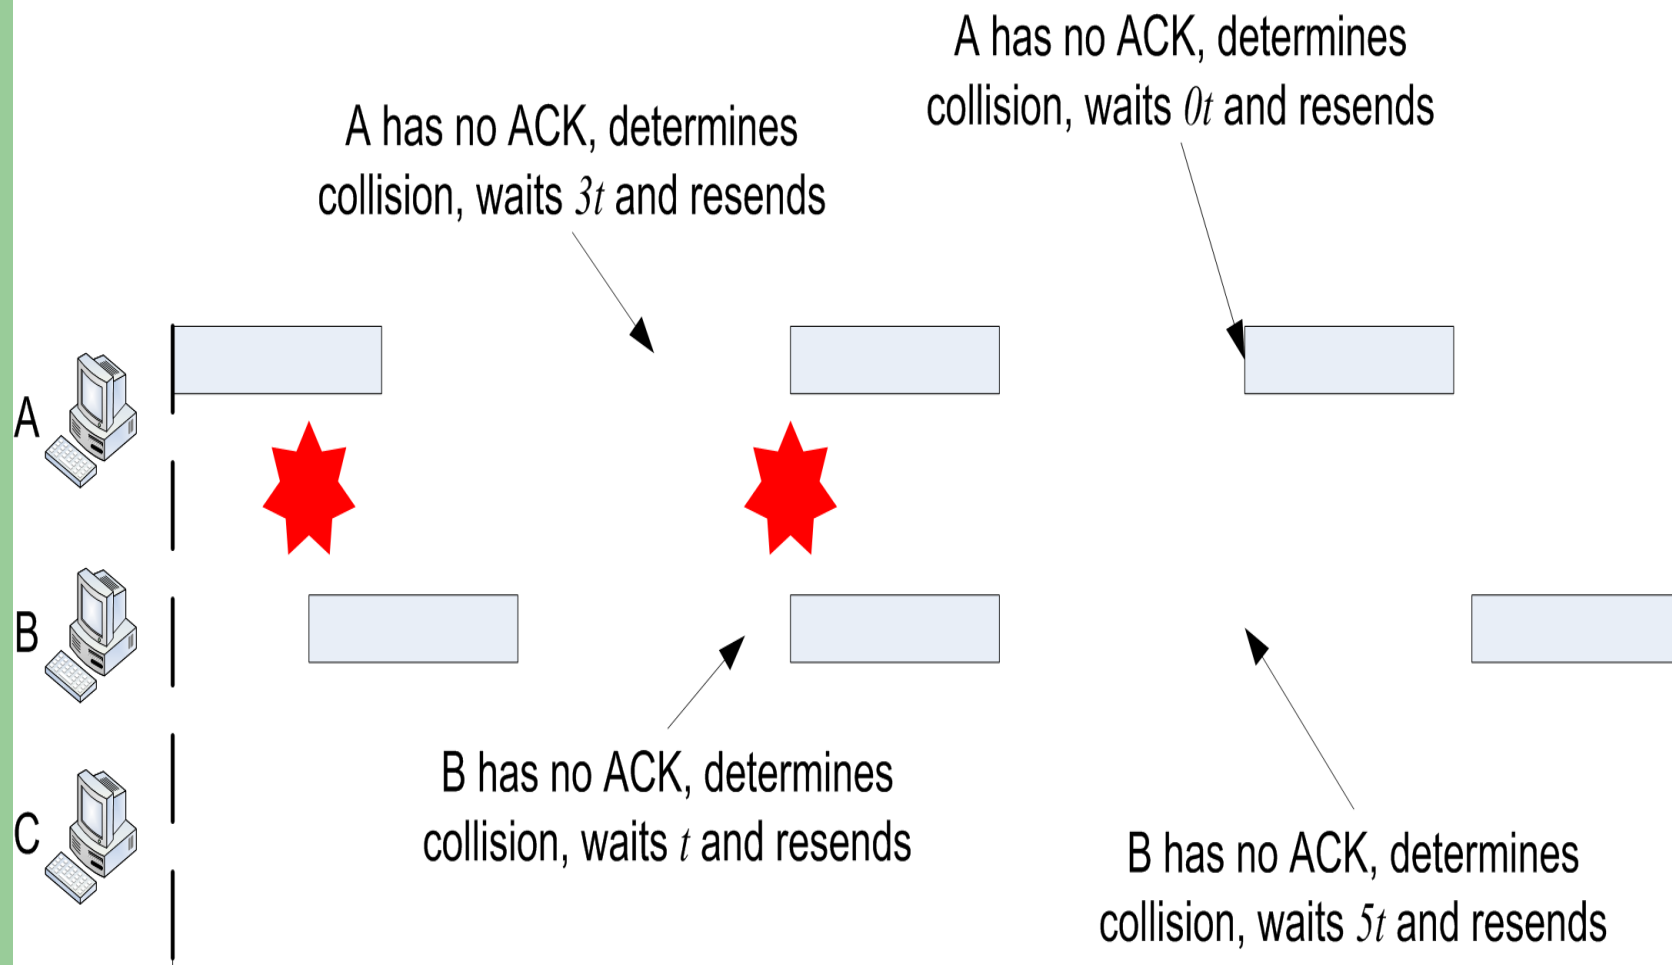 A has no ACK, determines
collision, waits 0t and resends
A has no ACK, determines
collision, waits 3t and resends
A
B
B has no ACK, determines
collision, waits t and resends
C
B has no ACK, determines
collision, waits 5t and resends